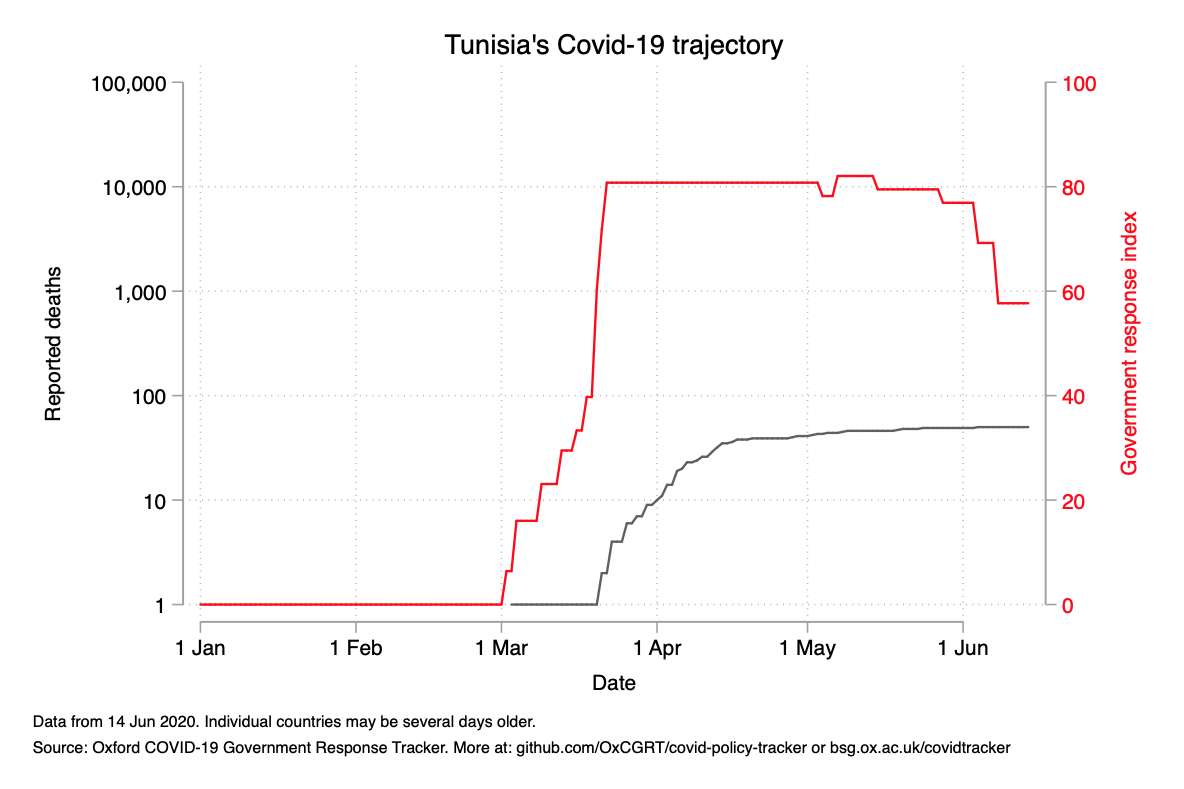 Tunisia's Covid-19 trajectory
100,000
10,000
1,000
100
10
1
Reported deaths
100
80
60
40
20
0
Government response index
1 Jan
1 Feb
1 Mar
1 Apr
1 May
1 Jun
Date
Data from 14 Jun 2020. Individual countries may be several days older.
Source: Oxford COVID-19 Government Response Tracker. More at: github.com/OxCGRT/covid-policy-tracker or bsg.ox.ac.uk/covidtracker